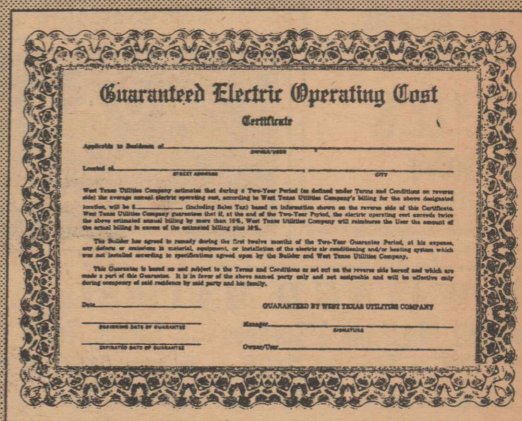 Guaranteed Electric Operating Cost
Certificate
Applicable to Residence of
OWNER/USER
Located at
STREET ADDRESS
CITY
West Texas Utilities Company estimates that during a Two-Year Period (as defined under Terms and Conditions on reverse
side) the average annual electric operating cost, according to West Texas Utilities Company's billing for the above designated
location, will be $ (including Sales Tax) based on information shown on the reverse side of this Certificate.
West Texas Utilities Company guarantees that if, at the end of the Two-Year Period, the electric operating cost exceeds twice
the above estimated annual billing by more than 10%, West Texas Utilities Company will reimburse the User the amount of
the actual billing in excess of the estimated billing plus 10%.
The Builder has agreed to remedy during the first twelve months of the Two-Year Guarantee Period, at his expense,
any defects or omissions in material, equipment, or installation of the electric air conditioning and/or heating system which
was not installed according to specifications agreed upon by the Builder and West Texas Utilities Company.
This Guarantee is based on and subject to the Terms and Conditions as set out on the reverse side hereof and which are
made a part of this Guarantee. It is in favor of the above named party only and not assignable and will be effective only
during occupancy of said residence by said party and his family.
Date
GUARANTEED BY WEST TEXAS UTILITIES COMPANY
BEGINNING DATE OF GUARANTEE
Manager
SIGNATURE
EXPIRATION DATE OF GUARANTEE
Owner/User